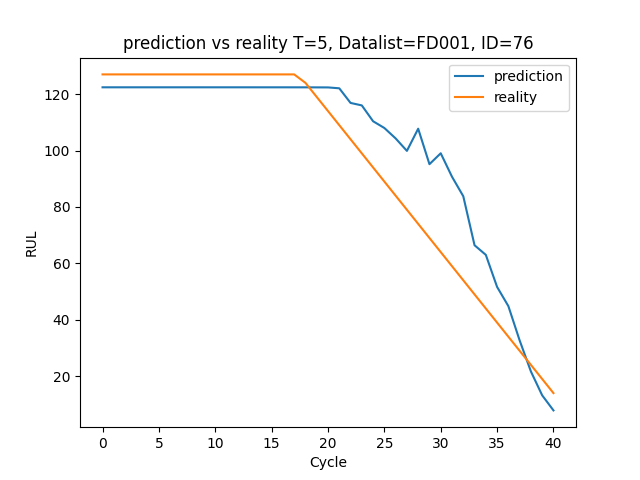 prediction vs reality T=5, Datalist=FD001, ID=76
prediction
reality
RUL
120
100
80
60
40
20
0 5 10 15 20 25 30 35 40
Cycle